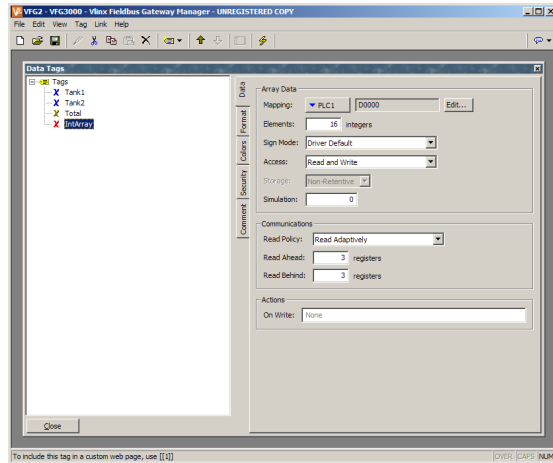 VFG2 - VFG3000 - Vlinx Fieldbus Gateway Manager - UNREGISTERED COPY
File Edit View Tag Link Help
Data Tags
Tags
Tank1
Tank2
Total
IntArray
Data
Format
Colors
Security
Comment
Array Data
Mapping: PLC1 D0000 Edit...
Elements: 16 integers
Sign Mode: Driver Default
Access: Read and Write
Storage: Non-Retentive
Simulation: 0
Communications
Read Policy: Read Adaptively
Read Ahead: 3 registers
Read Behind: 3 registers
Actions
On Write: None
Close
To include this tag in a custom web page, use [[1]]
OVER CAPS NUM